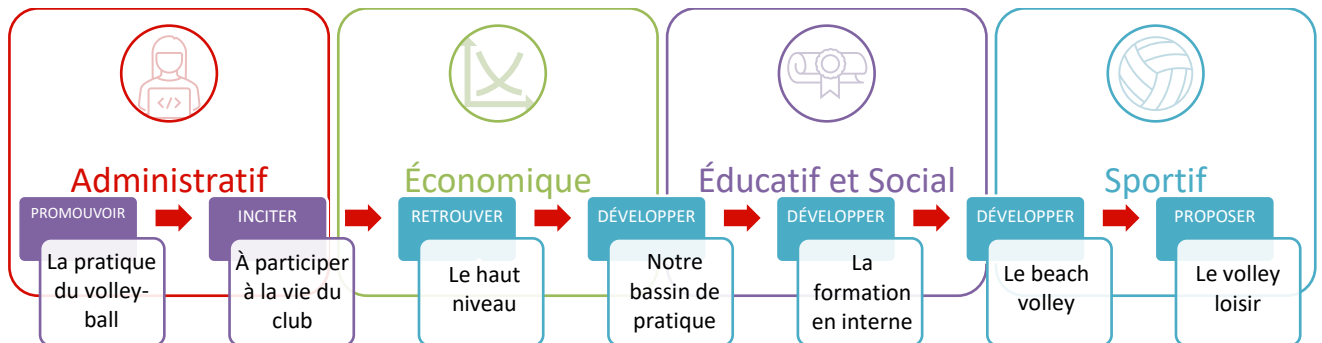 </>
Administratif
Économique
Éducatif et Social
Sportif
PROMOUVOIR
La pratique
du volley-
ball
INCITER
À participer
à la vie du
club
RETROUVER
Le haut
niveau
DÉVELOPPER
Notre
bassin de
pratique
DÉVELOPPER
La
formation
en interne
DÉVELOPPER
Le beach
volley
PROPOSER
Le volley
loisir